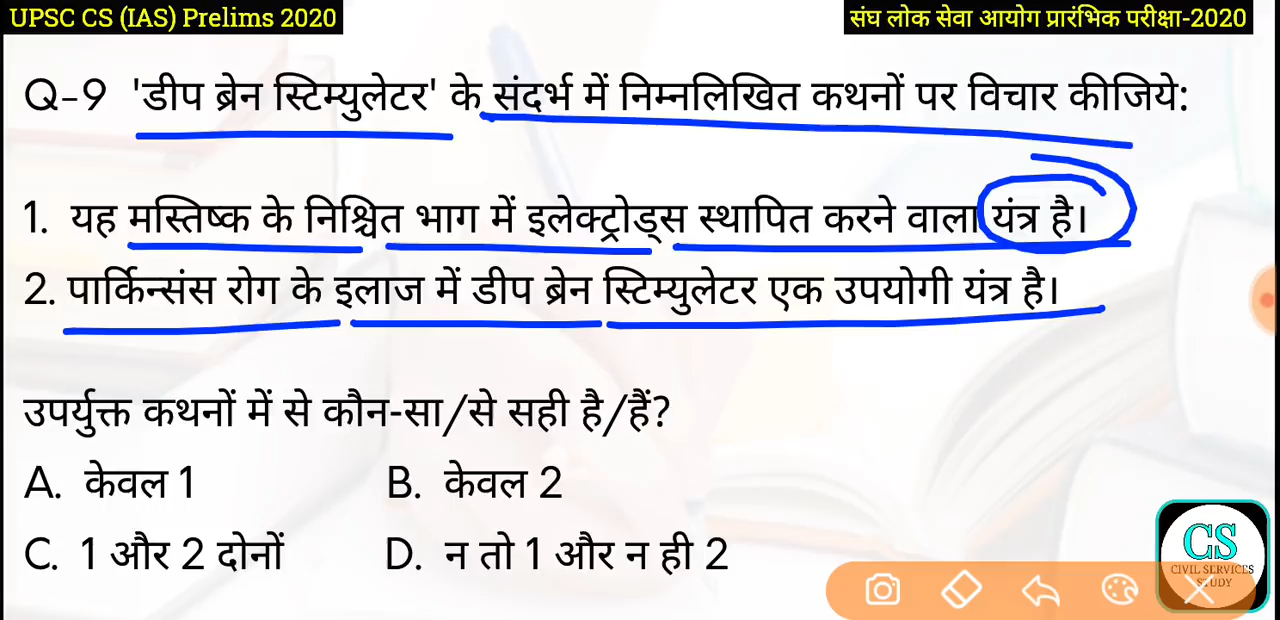 UPSC CS (IAS) Prelims 2020
संघ लोक सेवा आयोग प्रारंभिक परीक्षा-2020
Q-9 'डीप ब्रेन स्टिम्युलेटर' के संदर्भ में निम्नलिखित कथनों पर विचार कीजिये:
1. यह मस्तिष्क के निश्चित भाग में इलेक्ट्रोड्स स्थापित करने वाला यंत्र है।
2. पार्किन्संस रोग के इलाज में डीप ब्रेन स्टिम्युलेटर एक उपयोगी यंत्र है।
उपर्युक्त कथनों में से कौन-सा/से सही है/हैं?
A. केवल 1 B. केवल 2
C. 1 और 2 दोनों D. न तो 1 और न ही 2
CS
CIVIL SERVICES
STUDY